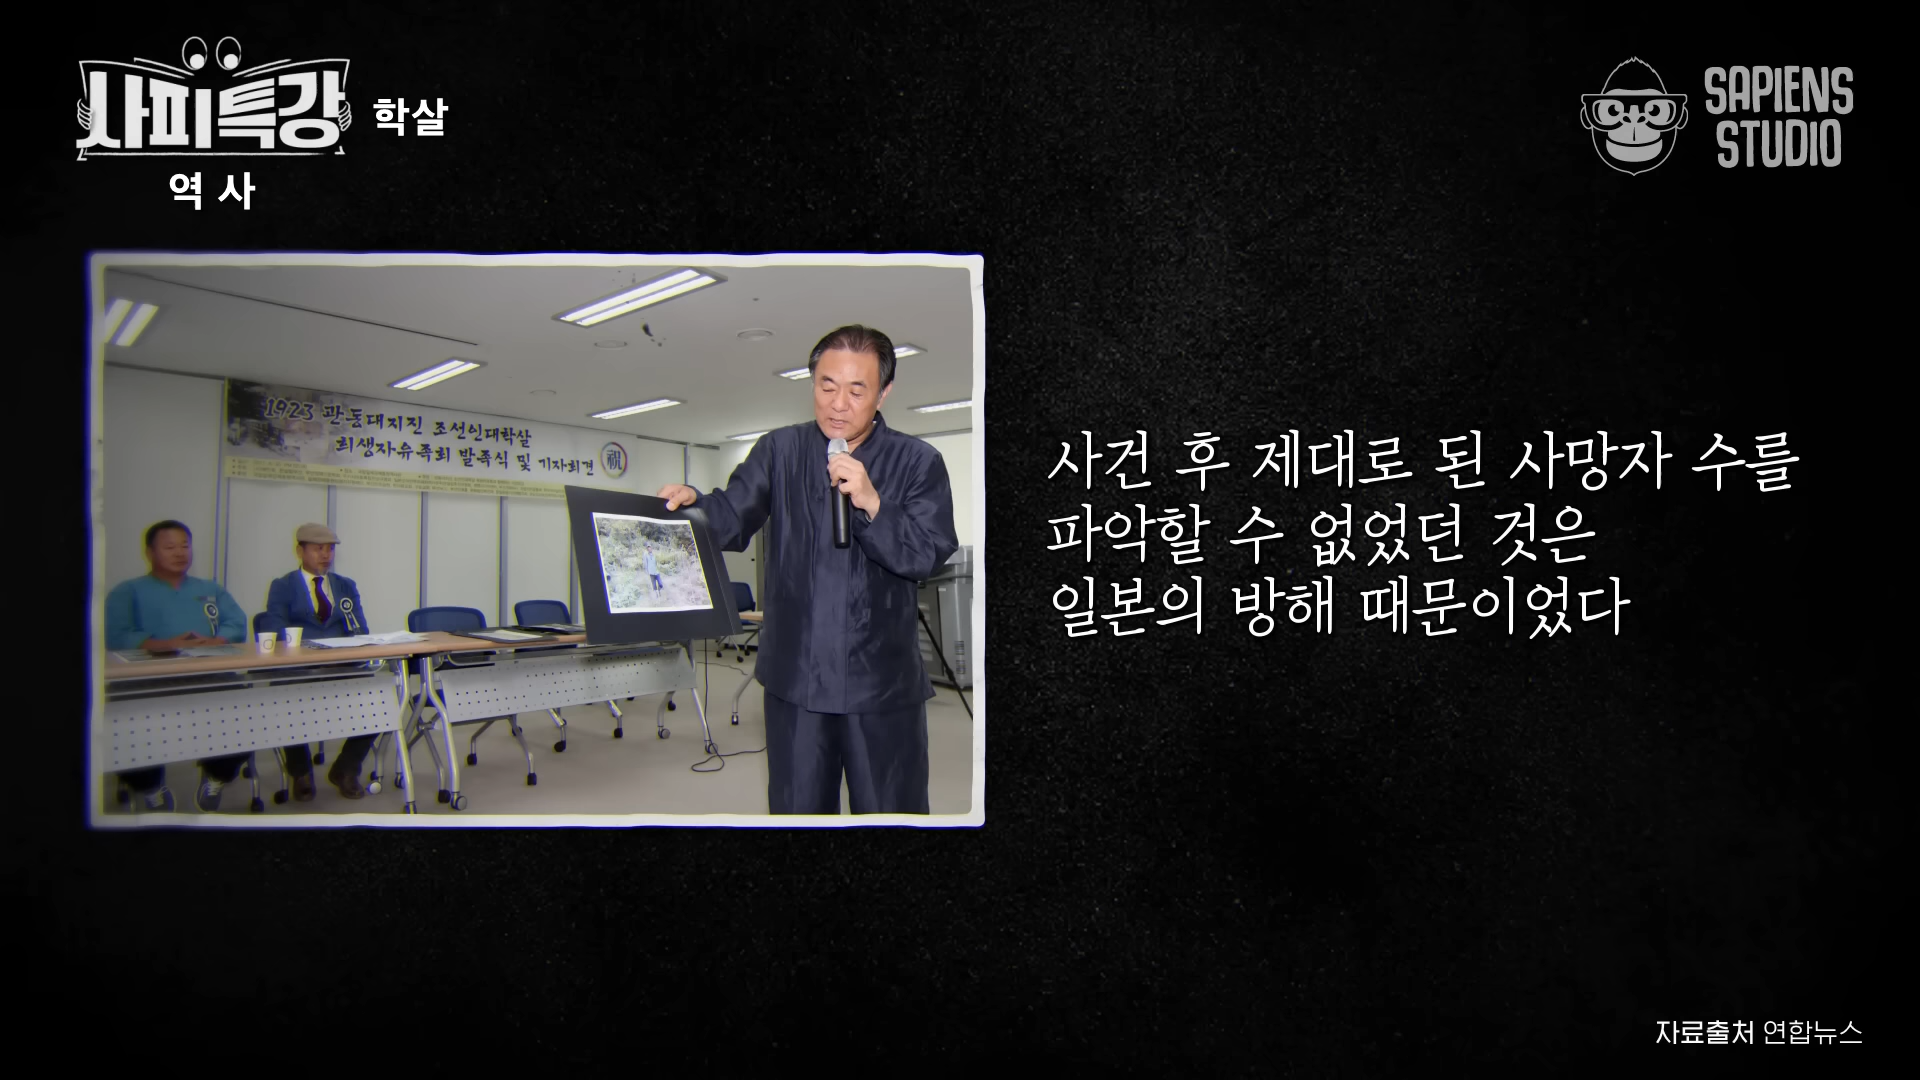 사피특강 학살
역사
SAPIENS
STUDIO
1923 관동대지진 조선인대학살
희생자유족회 발족식 및 기자회견 祝
사건 후 제대로 된 사망자 수를
파악할 수 없었던 것은
일본의 방해 때문이었다
자료출처 연합뉴스